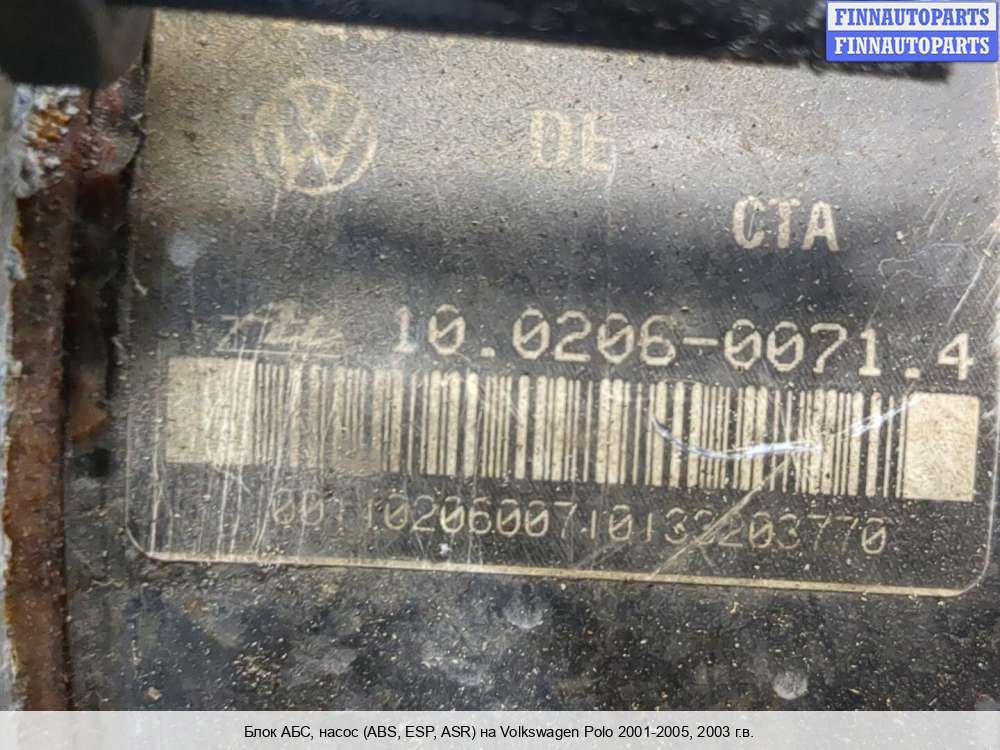 FINNAUTOPARTS
FINNAUTOPARTS
DE
CTA
10.0206-0071.4
0011020600710133203770
Блок АБС, насос (ABS, ESP, ASR) на Volkswagen Polo 2001-2005, 2003 г.в.